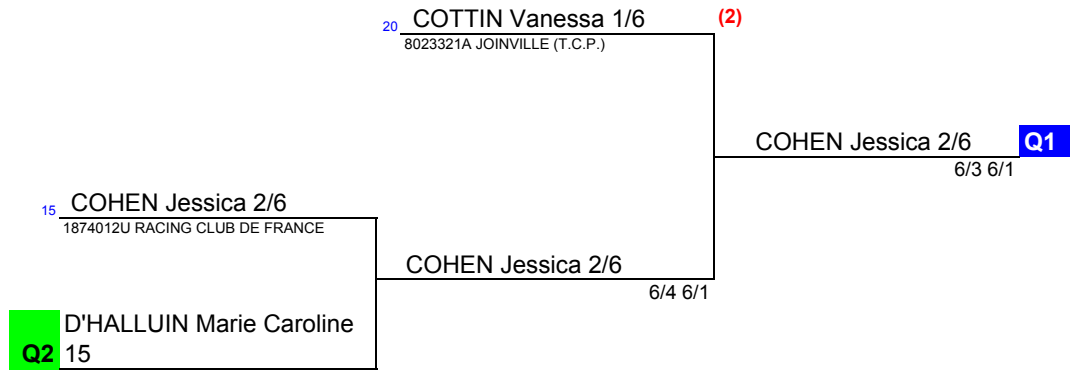 20 COTTIN Vanessa 1/6 (2)
8023321A JOINVILLE (T.C.P.)
COHEN Jessica 2/6 Q1
6/3 6/1
15 COHEN Jessica 2/6
1874012U RACING CLUB DE FRANCE
COHEN Jessica 2/6
6/4 6/1
D'HALLUIN Marie Caroline
Q2 15